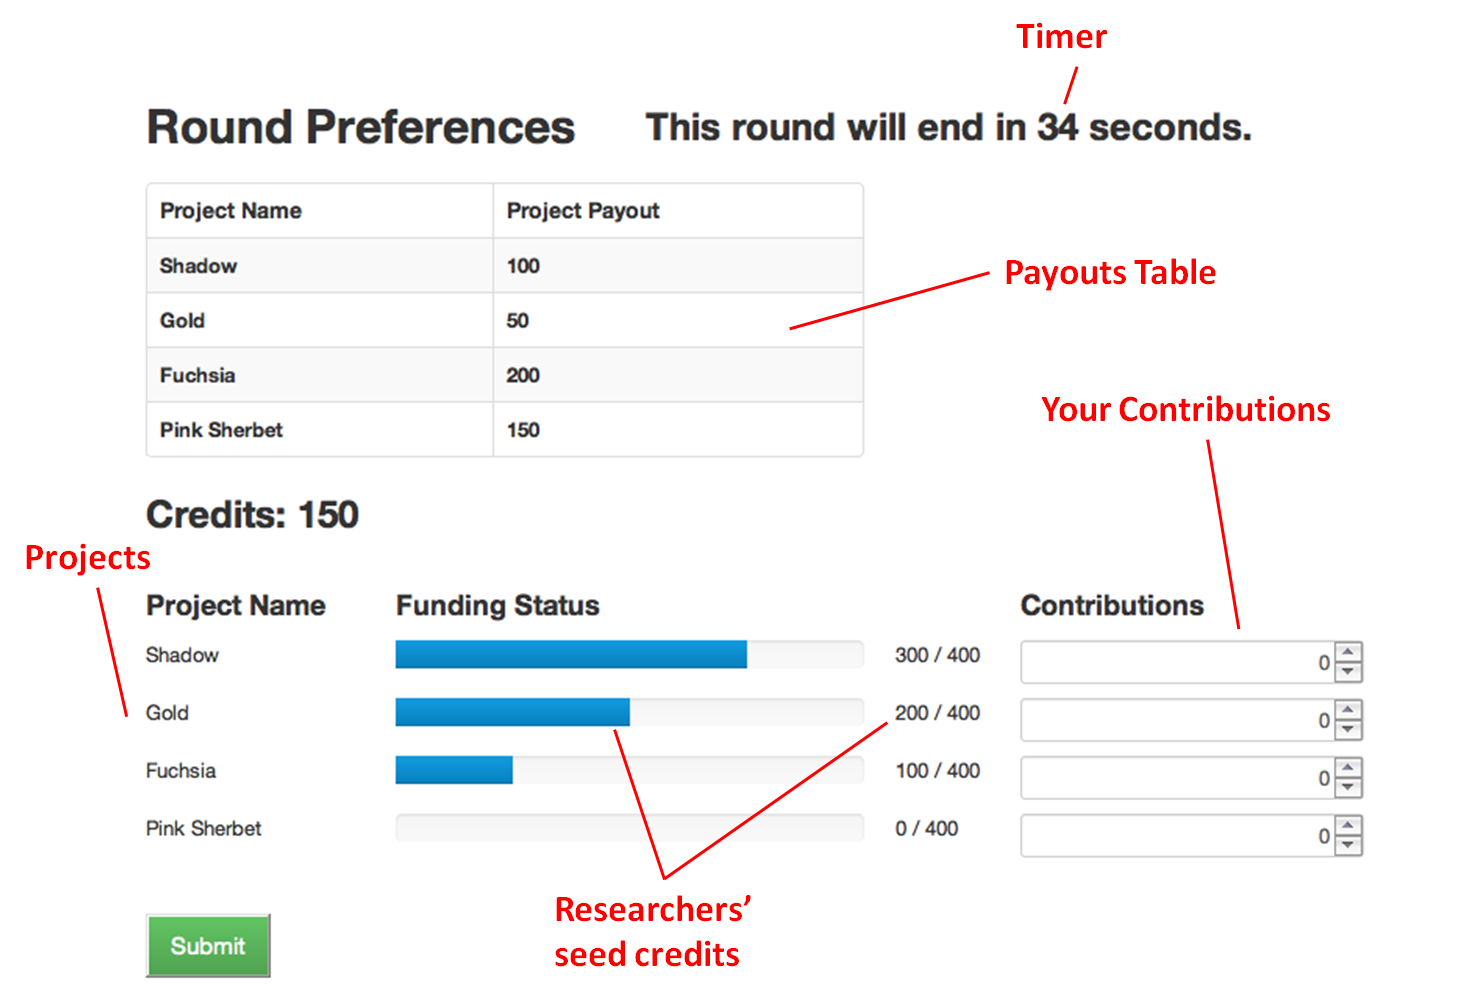 Timer
Round Preferences This round will end in 34 seconds.
Project Name Project Payout
Shadow 100
Gold 50
Payouts Table
Fuchsia 200
Pink Sherbet 150
Your Contributions
Credits: 150
Projects
Project Name Funding Status Contributions
Shadow 300 / 400 0
Gold 200 / 400 0
Fuchsia 100 / 400 0
Pink Sherbet 0 / 400 0
Researchers’
seed credits
Submit